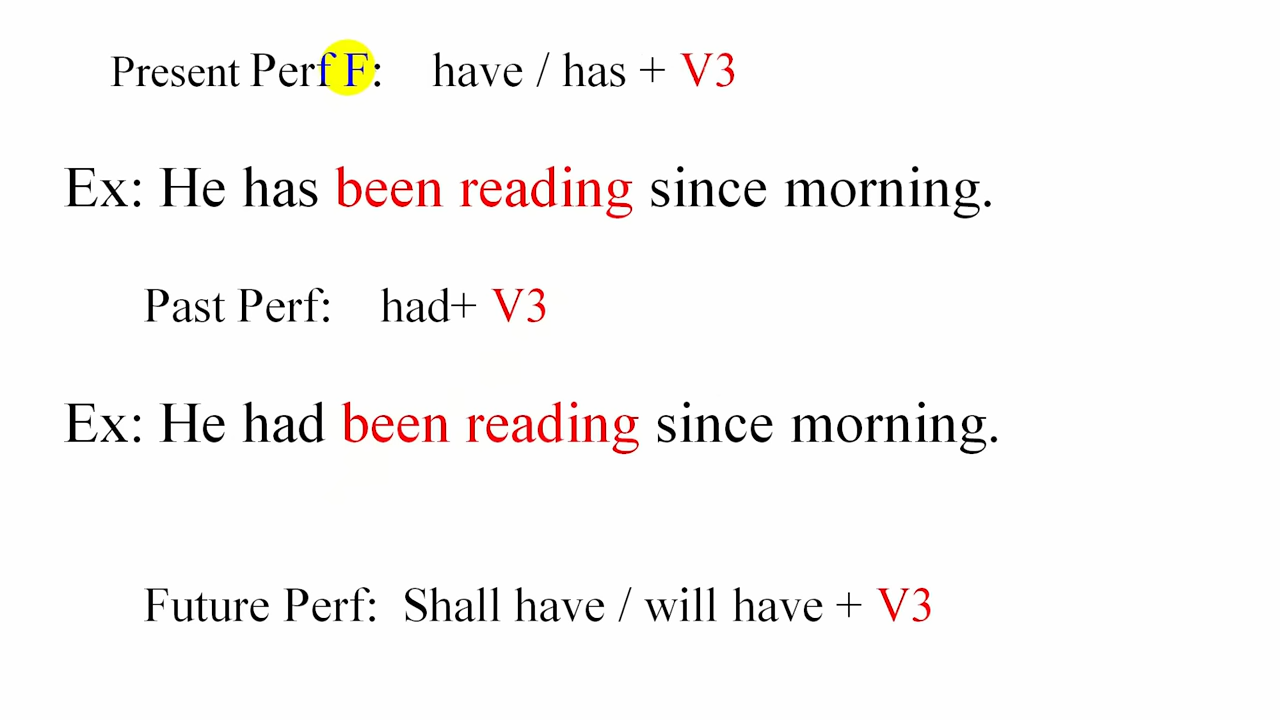 Present Perf F: have / has + V3
Ex: He has been reading since morning.
Past Perf: had+ V3
Ex: He had been reading since morning.
Future Perf: Shall have / will have + V3